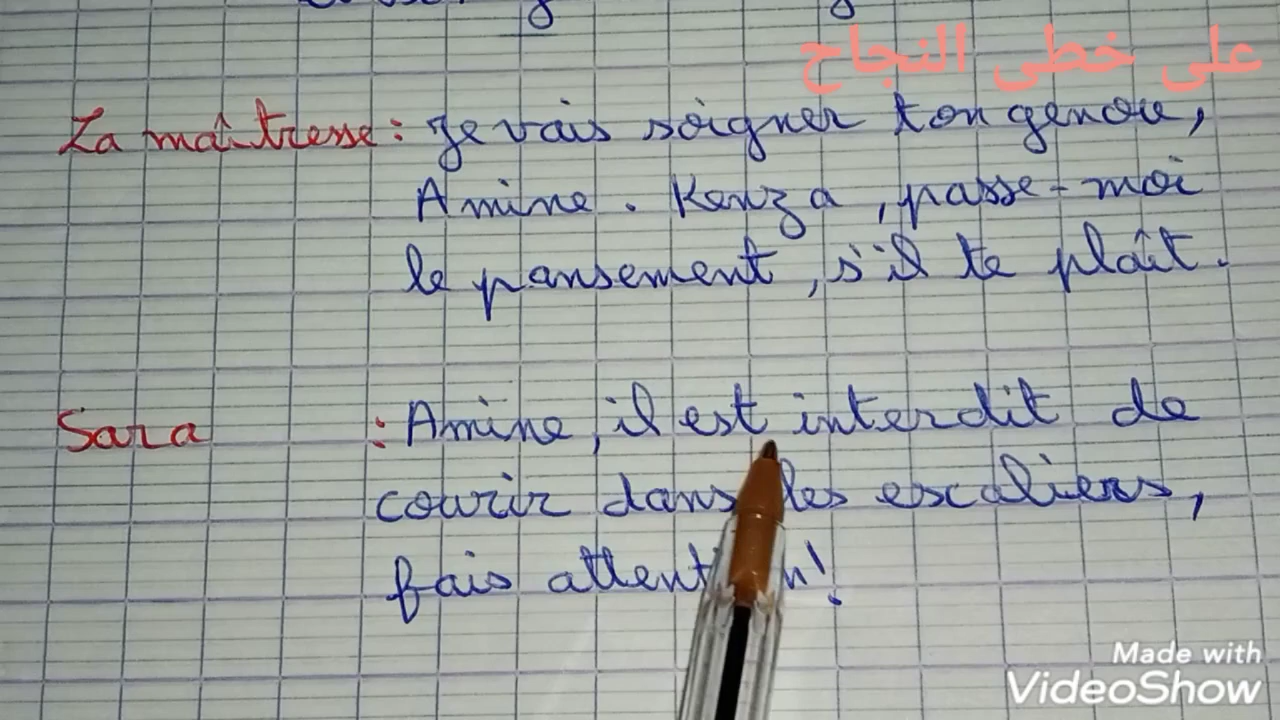 على خطى النجاح
La maîtresse : Je vais soigner ton genou,
Amine. Kenza, passe-moi
le pansement, s'il te plaît.
Sara : Amine, il est interdit de
courir dans les escaliers,
fais !
Made with
VideoShow